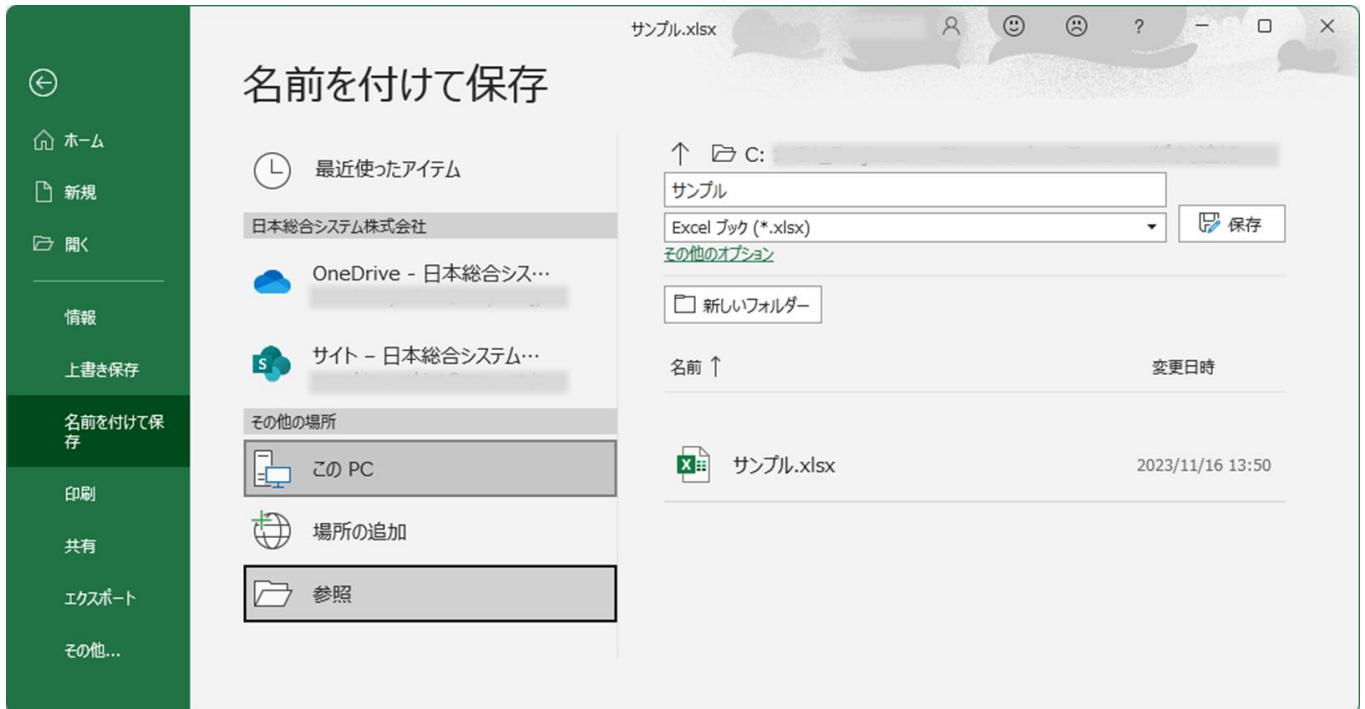 サンプル.xlsx
?
名前を付けて保存
ホーム
新規
開く
情報
上書き保存
名前を付けて保
存
印刷
共有
エクスポート
その他...
最近使ったアイテム
日本総合システム株式会社
OneDrive - 日本総合シス…
サイト – 日本総合システム…
その他の場所
この PC
場所の追加
参照
C:
サンプル
Excel ブック (*.xlsx)
保存
その他のオプション
新しいフォルダー
名前 ↑ 変更日時
サンプル.xlsx 2023/11/16 13:50